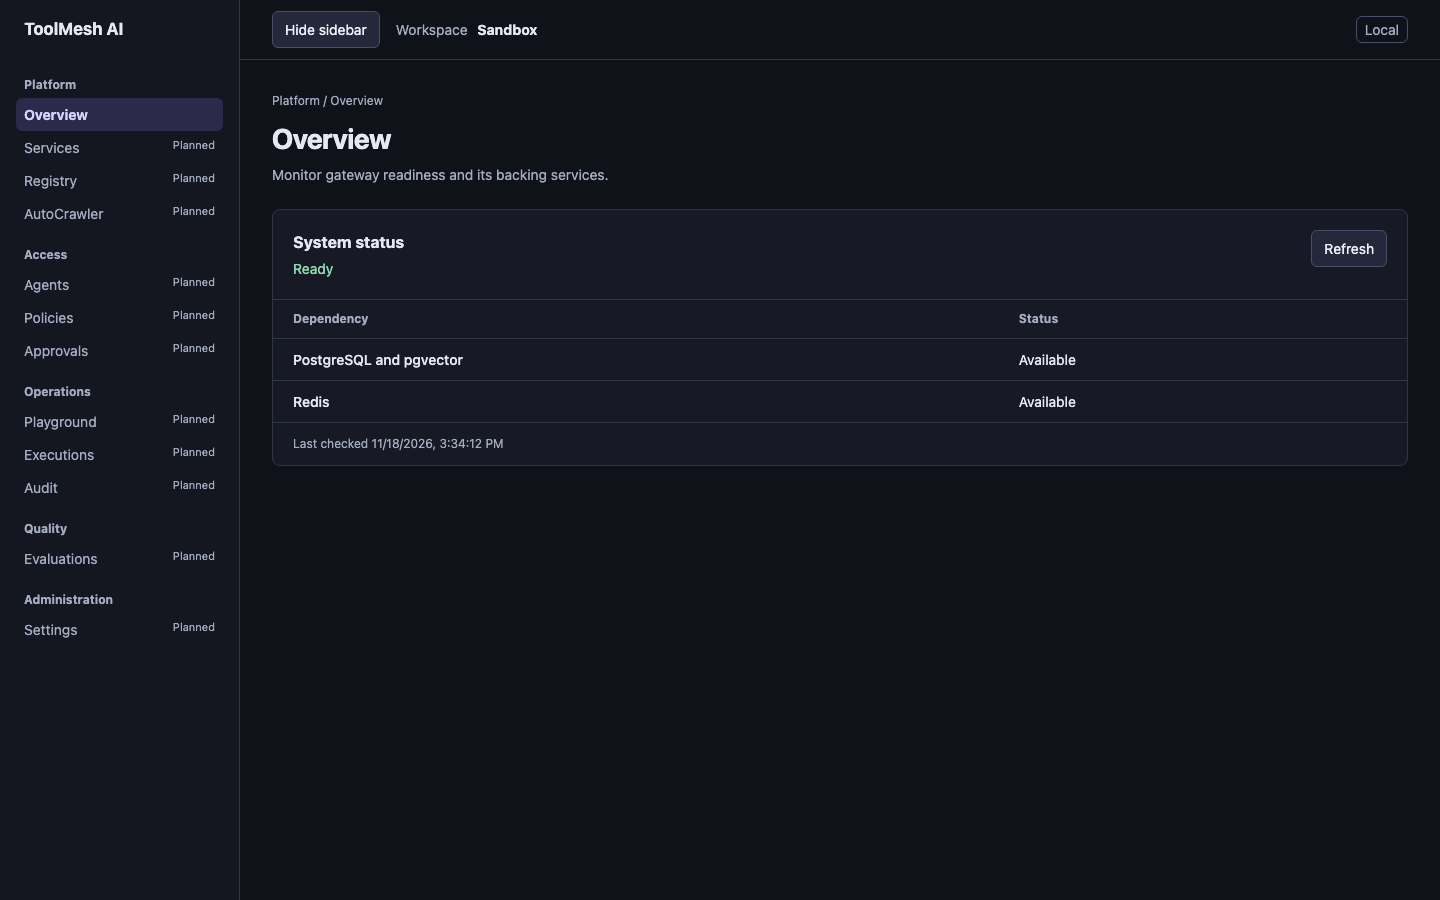 ToolMesh AI
Platform
Overview
Services Planned
Registry Planned
AutoCrawler Planned
Access
Agents Planned
Policies Planned
Approvals Planned
Operations
Playground Planned
Executions Planned
Audit Planned
Quality
Evaluations Planned
Administration
Settings Planned
Hide sidebar Workspace Sandbox Local
Platform / Overview
Overview
Monitor gateway readiness and its backing services.
System status
Ready
Refresh
Dependency Status
PostgreSQL and pgvector Available
Redis Available
Last checked 11/18/2026, 3:34:12 PM